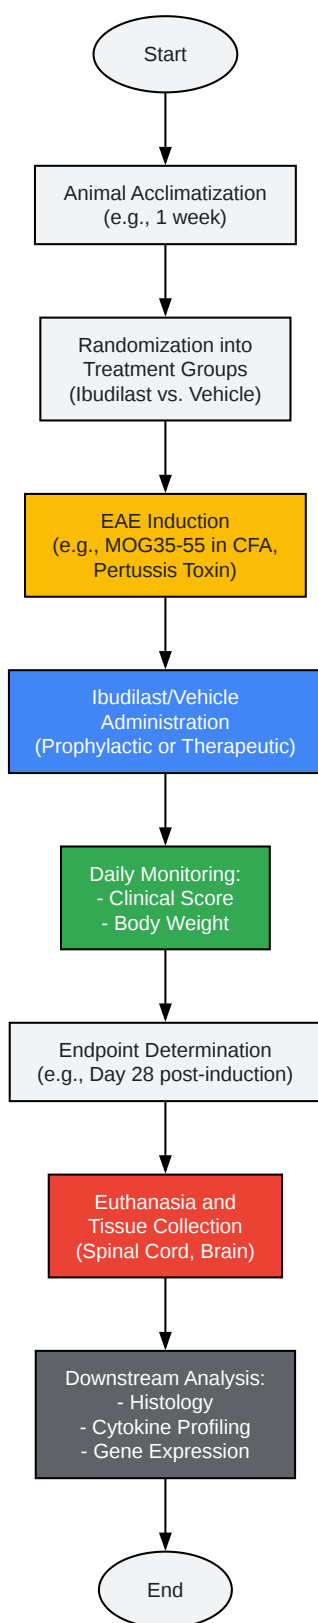 Start
Animal Acclimatization
(e.g., 1 week)
Randomization into
Treatment Groups
(Ibudilast vs. Vehicle)
EAE Induction
(e.g., MOG35-55 in CFA,
Pertussis Toxin)
Ibudilast/Vehicle
Administration
(Prophylactic or Therapeutic)
Daily Monitoring:
- Clinical Score
- Body Weight
Endpoint Determination
(e.g., Day 28 post-induction)
Euthanasia and
Tissue Collection
(Spinal Cord, Brain)
Downstream Analysis:
- Histology
- Cytokine Profiling
- Gene Expression
End